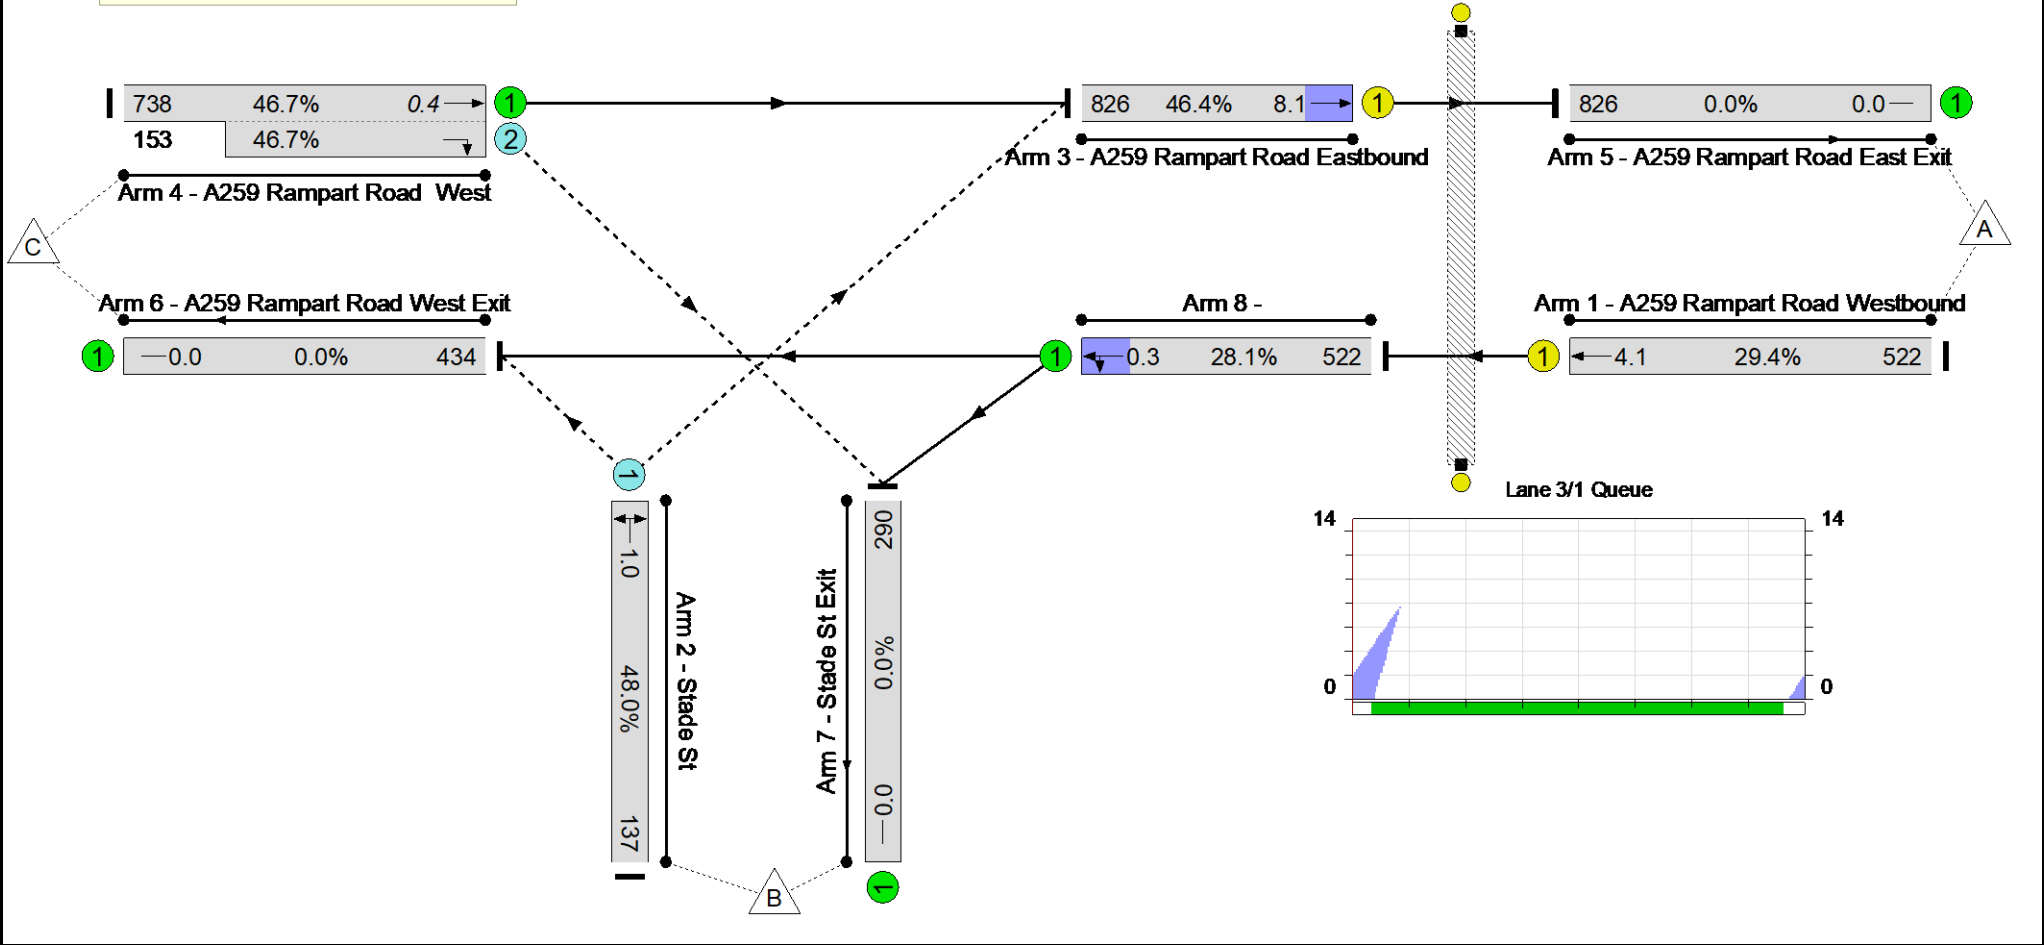 738 46.7% 0.4 1
153 46.7% 2
Arm 4 - A259 Rampart Road West
826 46.4% 8.1 1
Arm 3 - A259 Rampart Road Eastbound
826 0.0% 0.0 1
Arm 5 - A259 Rampart Road East Exit
C
A
Arm 6 - A259 Rampart Road West Exit
1 0.0 0.0% 434
Arm 8 -
1 0.3 28.1% 522
Arm 1 - A259 Rampart Road Westbound
1 4.1 29.4% 522
1
1.0 48.0% 137
Arm 2 - Stade St
Arm 7 - Stade St Exit
290 0.0% 0.0
1
B
Lane 3/1 Queue
14 14
0 0